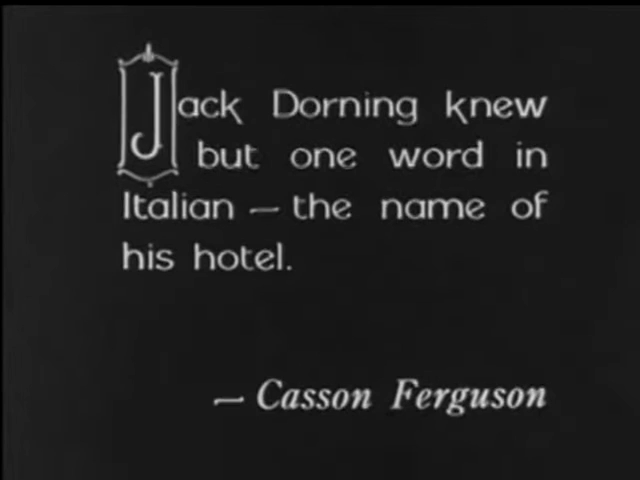 Jack Dorning knew
but one word in
Italian — the name of
his hotel.
— Casson Ferguson